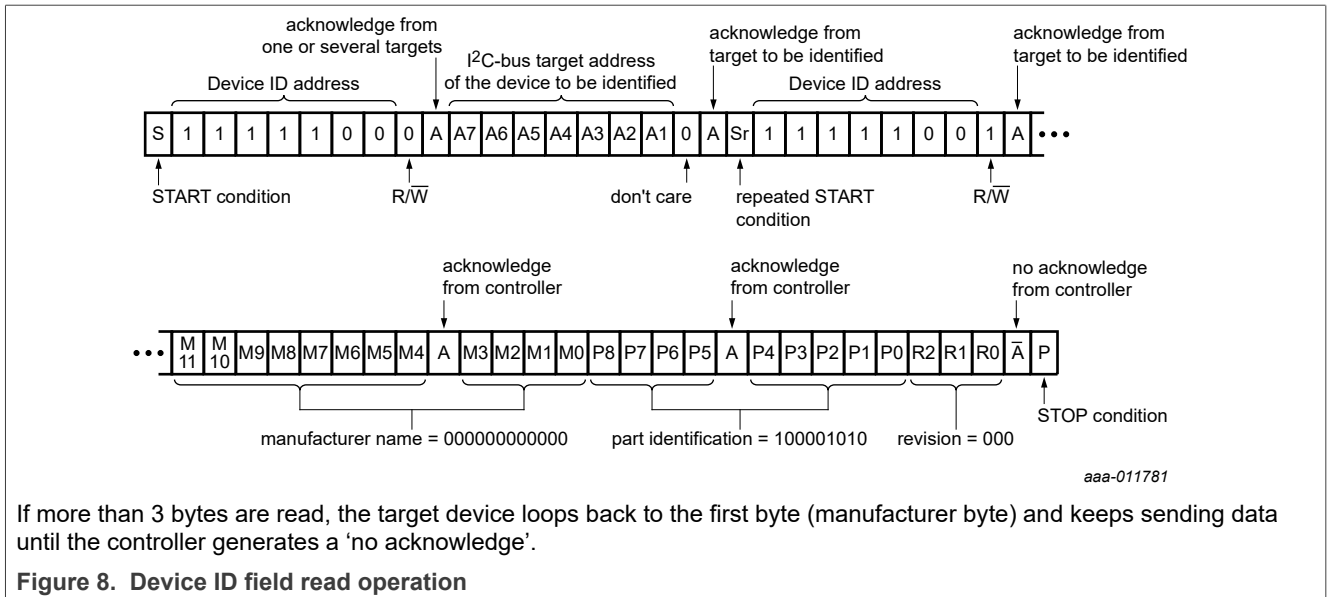 acknowledge from
one or several targets
I²C-bus target address
of the device to be identified
acknowledge from
target to be identified
acknowledge from
target to be identified
Device ID address
Device ID address
S 1 1 1 1 1 0 0 0 A A7 A6 A5 A4 A3 A2 A1 0 A Sr 1 1 1 1 1 0 0 1 A •••
START condition
R/W̅
don't care
repeated START
condition
R/W̅
acknowledge
from controller
acknowledge
from controller
no acknowledge
from controller
••• M11 M10 M9 M8 M7 M6 M5 M4 A M3 M2 M1 M0 P8 P7 P6 P5 A P4 P3 P2 P1 P0 R2 R1 R0 A̅ P
STOP condition
manufacturer name = 000000000000
part identification = 100001010
revision = 000
aaa-011781
If more than 3 bytes are read, the target device loops back to the first byte (manufacturer byte) and keeps sending data
until the controller generates a ‘no acknowledge’.
Figure 8. Device ID field read operation